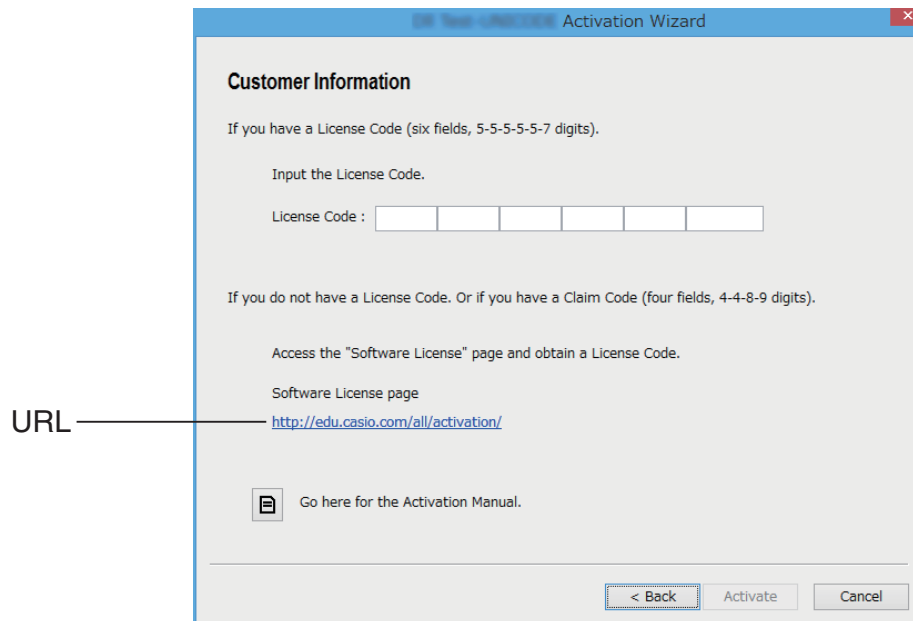 Activation Wizard
Customer Information
If you have a License Code (six fields, 5-5-5-5-5-7 digits).
Input the License Code.
License Code :
If you do not have a License Code. Or if you have a Claim Code (four fields, 4-4-8-9 digits).
Access the "Software License" page and obtain a License Code.
Software License page
URL http://edu.casio.com/all/activation/
Go here for the Activation Manual.
< Back Activate Cancel